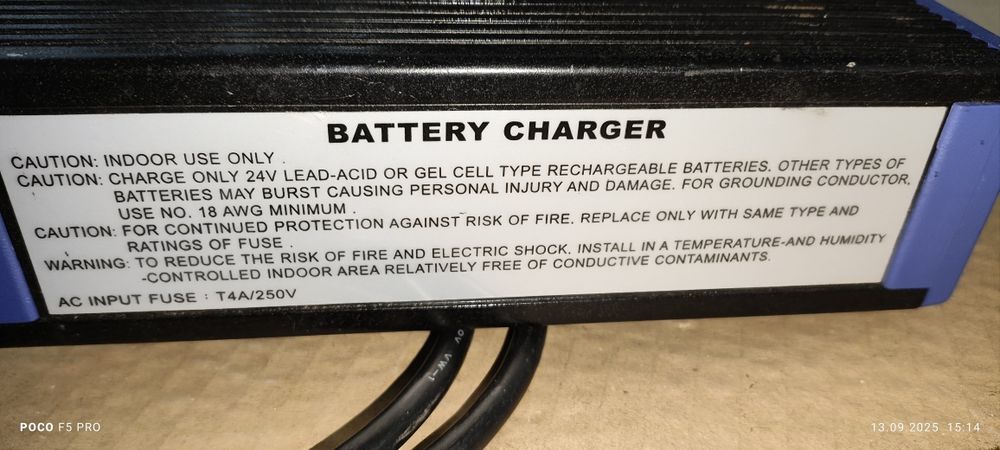 BATTERY CHARGER
CAUTION: INDOOR USE ONLY .
CAUTION: CHARGE ONLY 24V LEAD-ACID OR GEL CELL TYPE RECHARGEABLE BATTERIES. OTHER TYPES OF
BATTERIES MAY BURST CAUSING PERSONAL INJURY AND DAMAGE. FOR GROUNDING CONDUCTOR,
USE NO. 18 AWG MINIMUM .
CAUTION: FOR CONTINUED PROTECTION AGAINST RISK OF FIRE. REPLACE ONLY WITH SAME TYPE AND
RATINGS OF FUSE .
WARNING: TO REDUCE THE RISK OF FIRE AND ELECTRIC SHOCK, INSTALL IN A TEMPERATURE-AND HUMIDITY
-CONTROLLED INDOOR AREA RELATIVELY FREE OF CONDUCTIVE CONTAMINANTS.
AC INPUT FUSE : T4A/250V
VW-1
POCO F5 PRO
13.09 2025 15:14